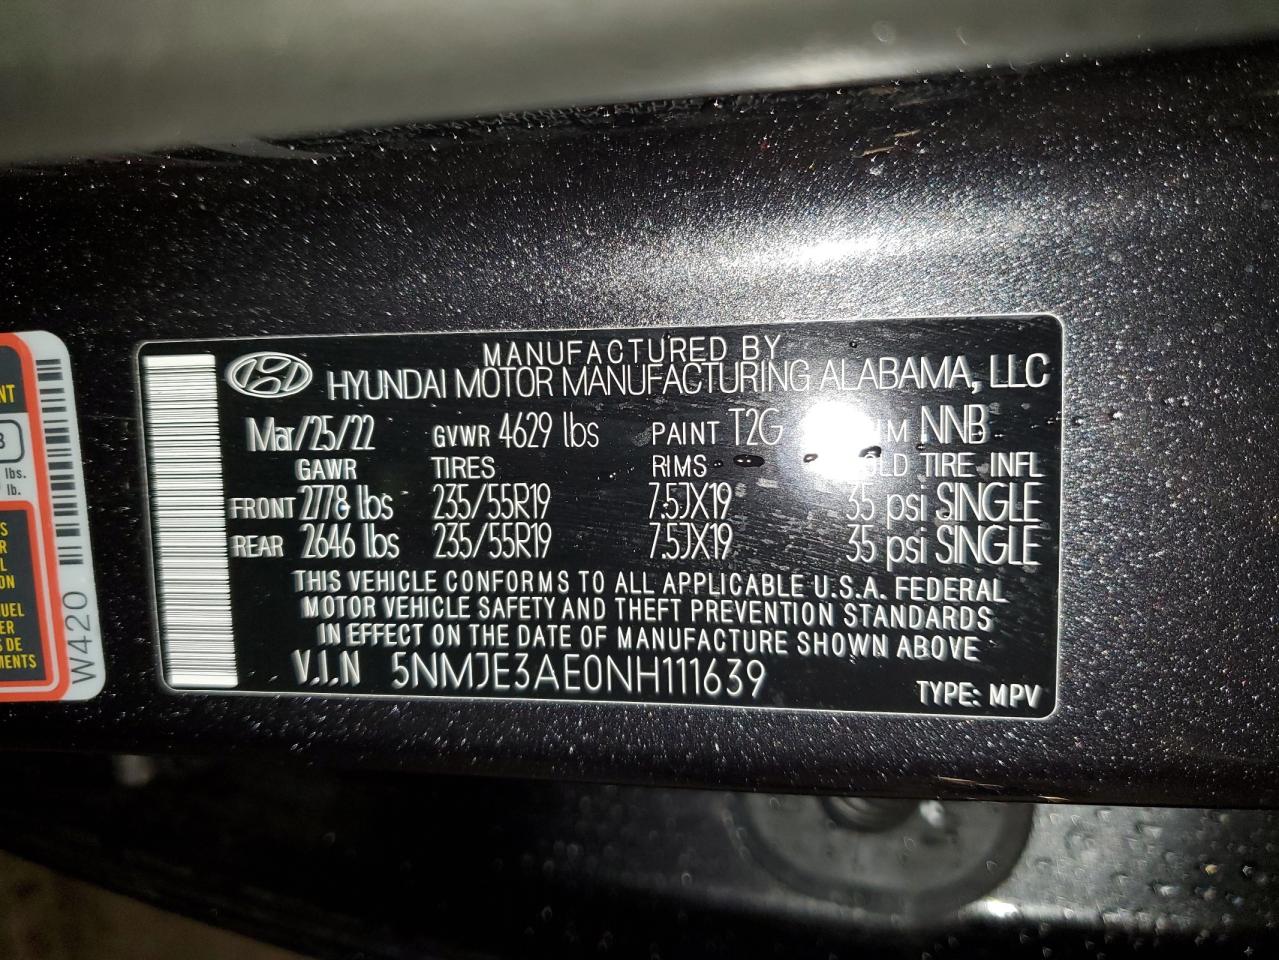 MANUFACTURED BY
HYUNDAI MOTOR MANUFACTURING ALABAMA, LLC
Mar/25/22 GVWR 4629 lbs PAINT T2G NNB
GAWR TIRES RIMS TIRE INFL
FRONT 2778 lbs 235/55R19 7.5JX19 35 psi SINGLE
REAR 2646 lbs 235/55R19 7.5JX19 35 psi SINGLE
THIS VEHICLE CONFORMS TO ALL APPLICABLE U.S.A. FEDERAL
MOTOR VEHICLE SAFETY AND THEFT PREVENTION STANDARDS
IN EFFECT ON THE DATE OF MANUFACTURE SHOWN ABOVE
V.I.N 5NMJE3AE0NH111639
TYPE: MPV
lbs.
lb.
W420